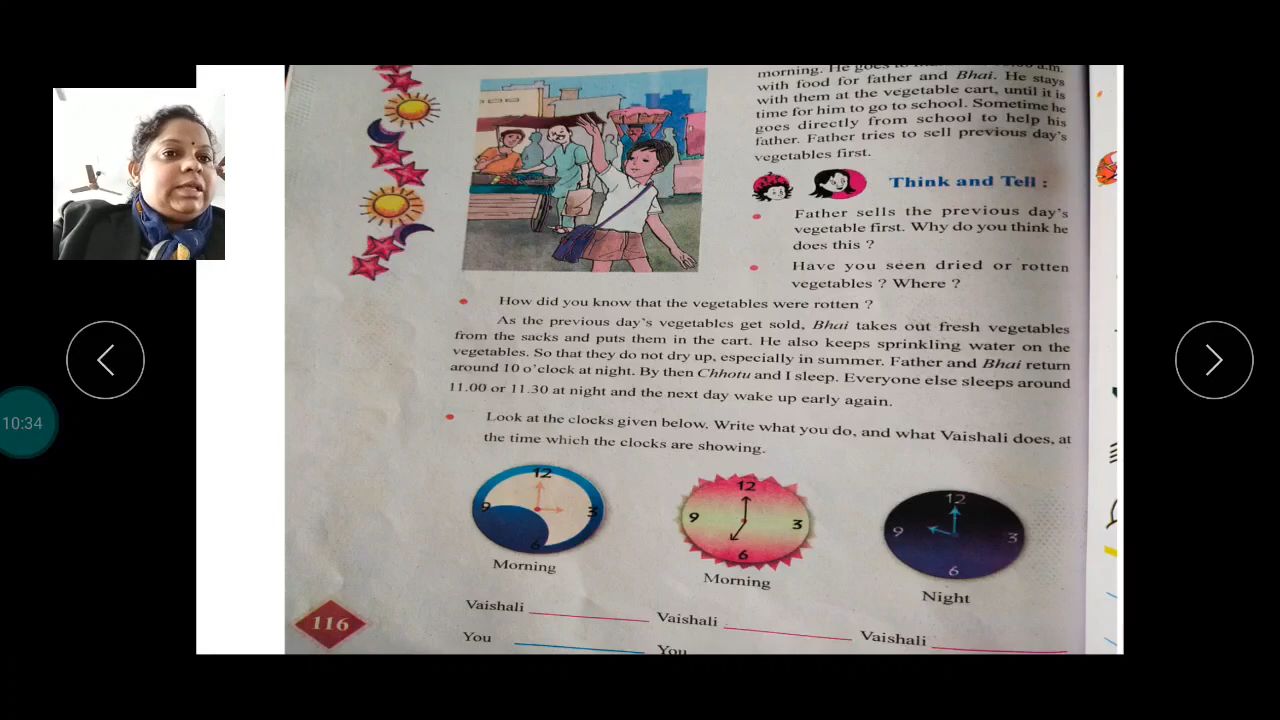 morning. He goes to
a.m.
with food for father and Bhai. He stays
with them at the vegetable cart, until it is
time for him to go to school. Sometime he
goes directly from school to help his
father. Father tries to sell previous day's
vegetables first.
Think and Tell :
Father sells the previous day's
vegetable first. Why do you think he
does this ?
Have you seen dried or rotten
vegetables ? Where ?
How did you know that the vegetables were rotten ?
As the previous day's vegetables get sold, Bhai takes out fresh vegetables
from the sacks and puts them in the cart. He also keeps sprinkling water on the
vegetables. So that they do not dry up, especially in summer. Father and Bhai return
around 10 o'clock at night. By then Chhotu and I sleep. Everyone else sleeps around
11.00 or 11.30 at night and the next day wake up early again.
10:34
Look at the clocks given below. Write what you do, and what Vaishali does, at
the time which the clocks are showing.
12
9 3
6
Morning
12
9 3
6
Morning
12
9 3
6
Night
Vaishali
Vaishali
Vaishali
116
You
You